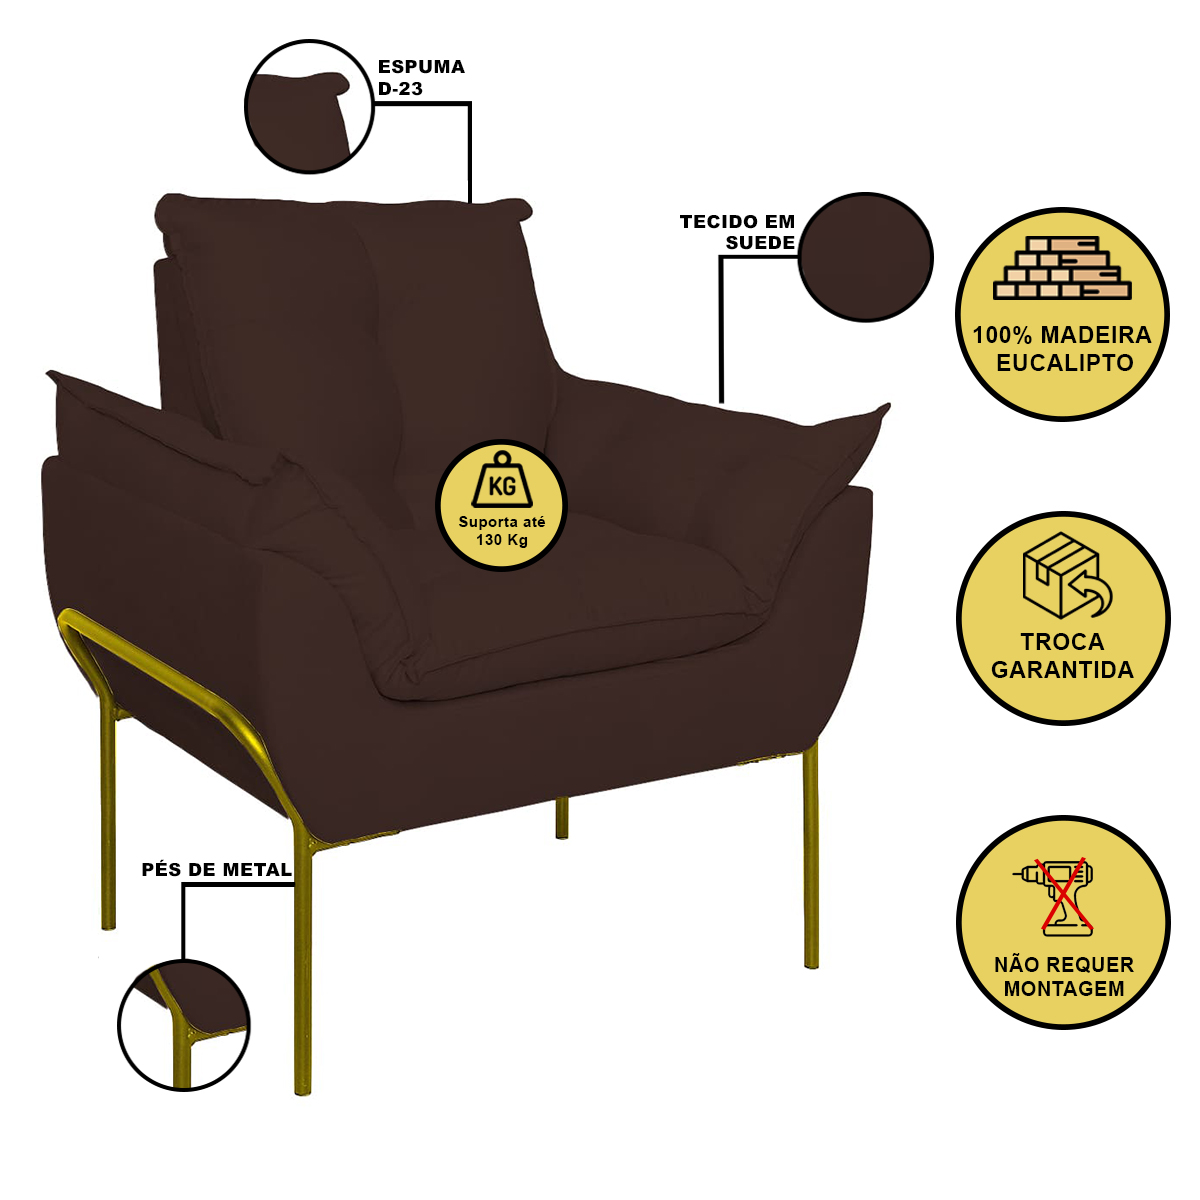 ESPUMA
D-23
TECIDO EM
SUEDE
100% MADEIRA
EUCALIPTO
KG
Suporta até
130 Kg
TROCA
GARANTIDA
PÉS DE METAL
NÃO REQUER
MONTAGEM